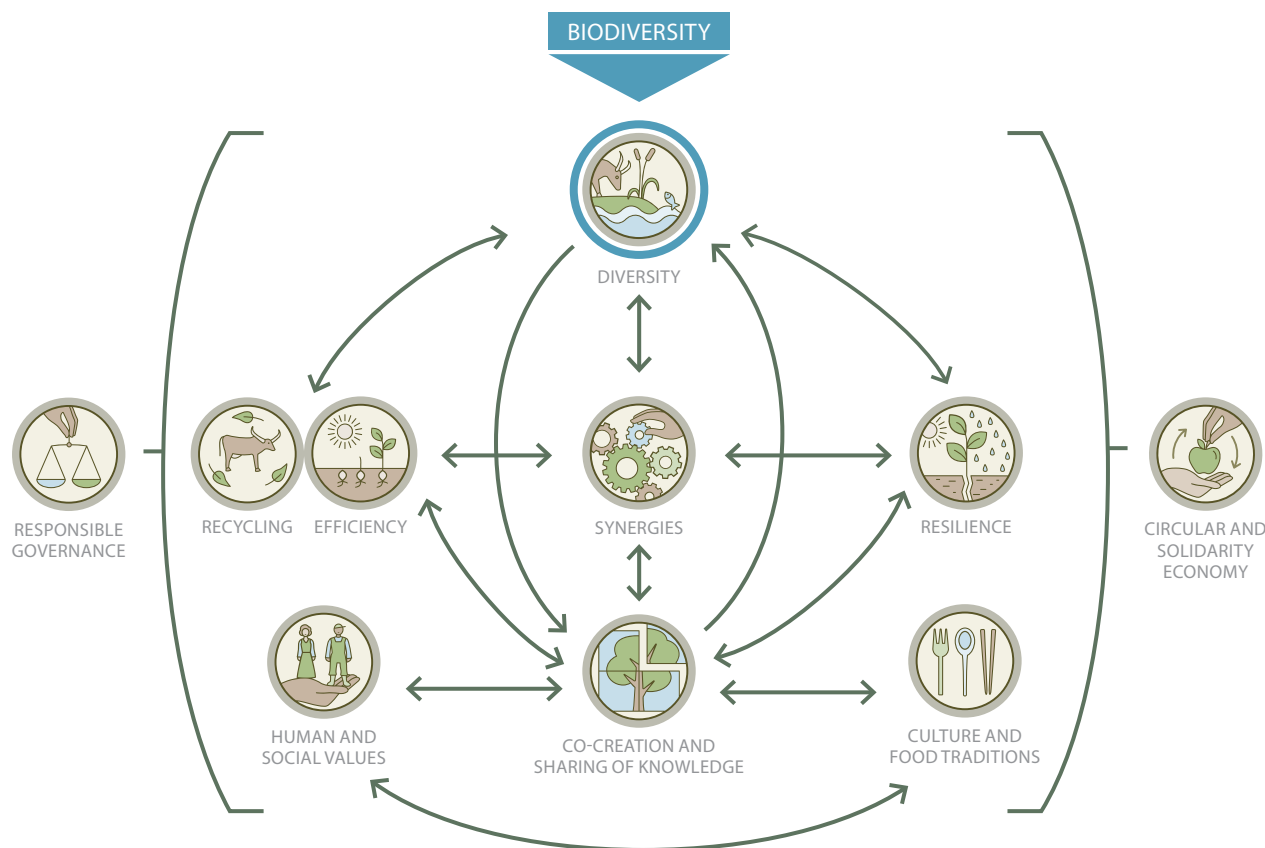 BIODIVERSITY
DIVERSITY
RESPONSIBLE
GOVERNANCE
RECYCLING
EFFICIENCY
SYNERGIES
RESILIENCE
CIRCULAR AND
SOLIDARITY
ECONOMY
HUMAN AND
SOCIAL VALUES
CO-CREATION AND
SHARING OF KNOWLEDGE
CULTURE AND
FOOD TRADITIONS